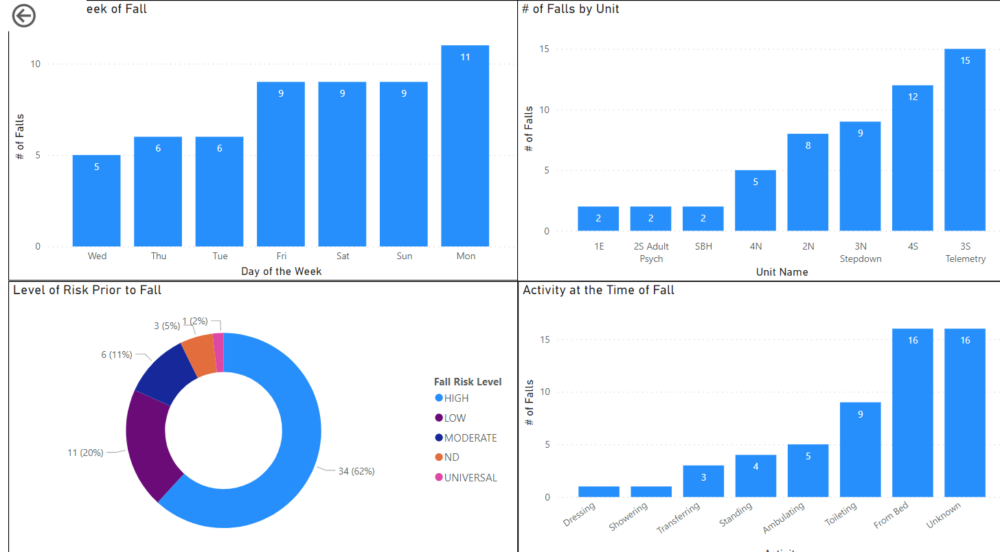 eek of Fall
# of Falls
10
5
0
5
6
6
9
9
9
11
Wed
Thu
Tue
Fri
Sat
Sun
Mon
Day of the Week
# of Falls by Unit
# of Falls
15
10
5
0
2
2
2
5
8
9
12
15
1E
2S Adult
Psych
SBH
4N
2N
3N
Stepdown
4S
3S
Telemetry
Unit Name
Level of Risk Prior to Fall
1 (2%)
3 (5%)
6 (11%)
11 (20%)
34 (62%)
Fall Risk Level
HIGH
LOW
MODERATE
ND
UNIVERSAL
Activity at the Time of Fall
# of Falls
15
10
5
0
3
4
5
9
16
16
Dressing
Showering
Transferring
Standing
Ambulating
Toileting
From Bed
Unknown